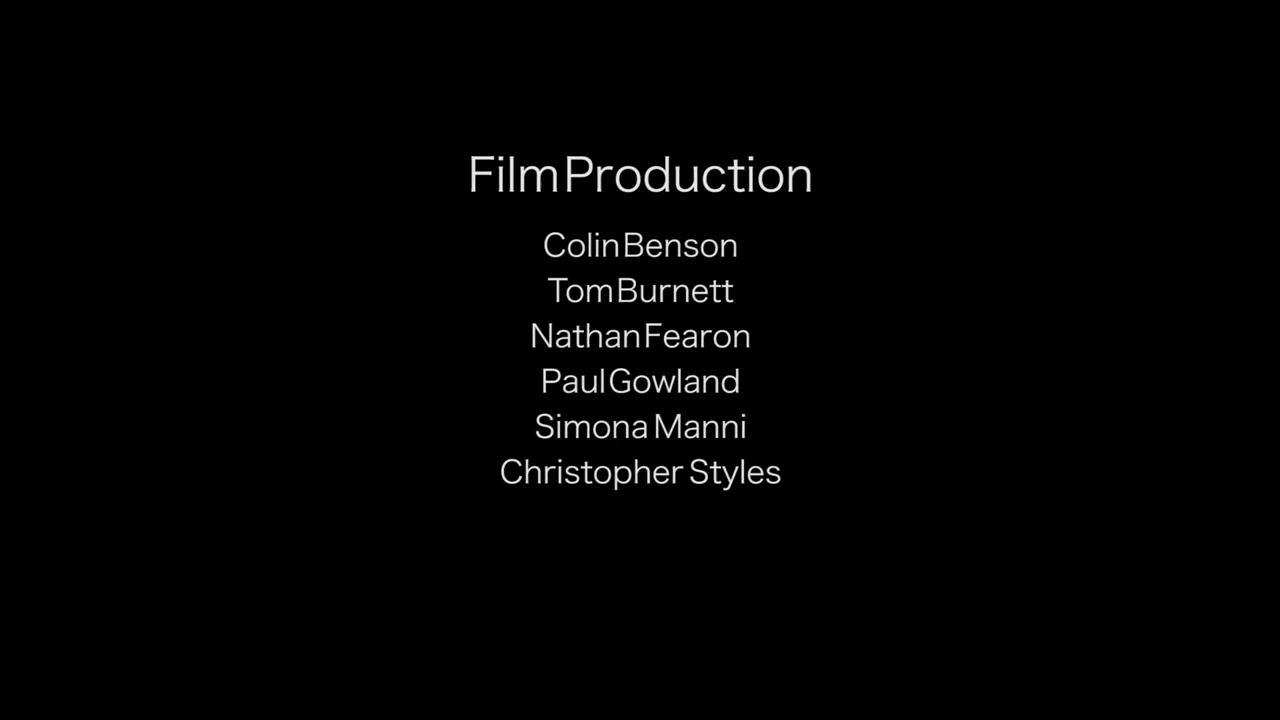 Film Production
Colin Benson
Tom Burnett
Nathan Fearon
Paul Gowland
Simona Manni
Christopher Styles